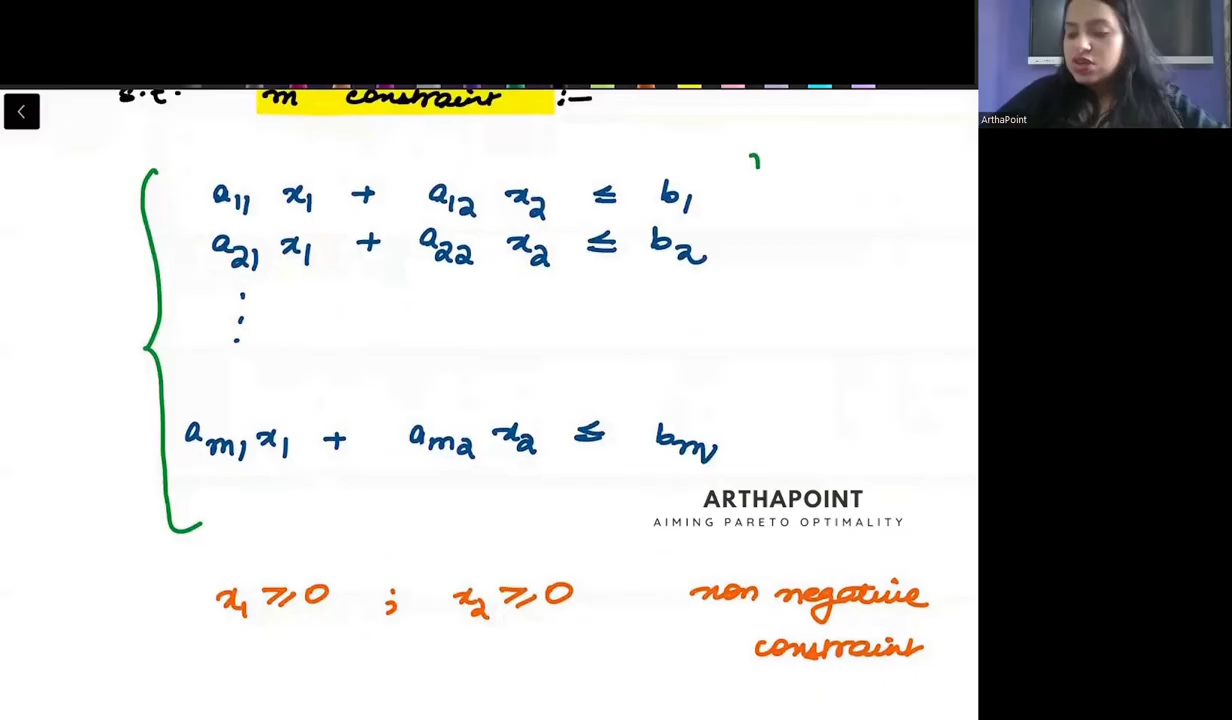 s.t. m constraint :-
a11 x1 + a12 x2 ≤ b1
a21 x1 + a22 x2 ≤ b2
⋮
am1 x1 + am2 x2 ≤ bm
ARTHAPOINT
AIMING PARETO OPTIMALITY
x1 ≥ 0 ; x2 ≥ 0 non negative
constraint
ArthaPoint